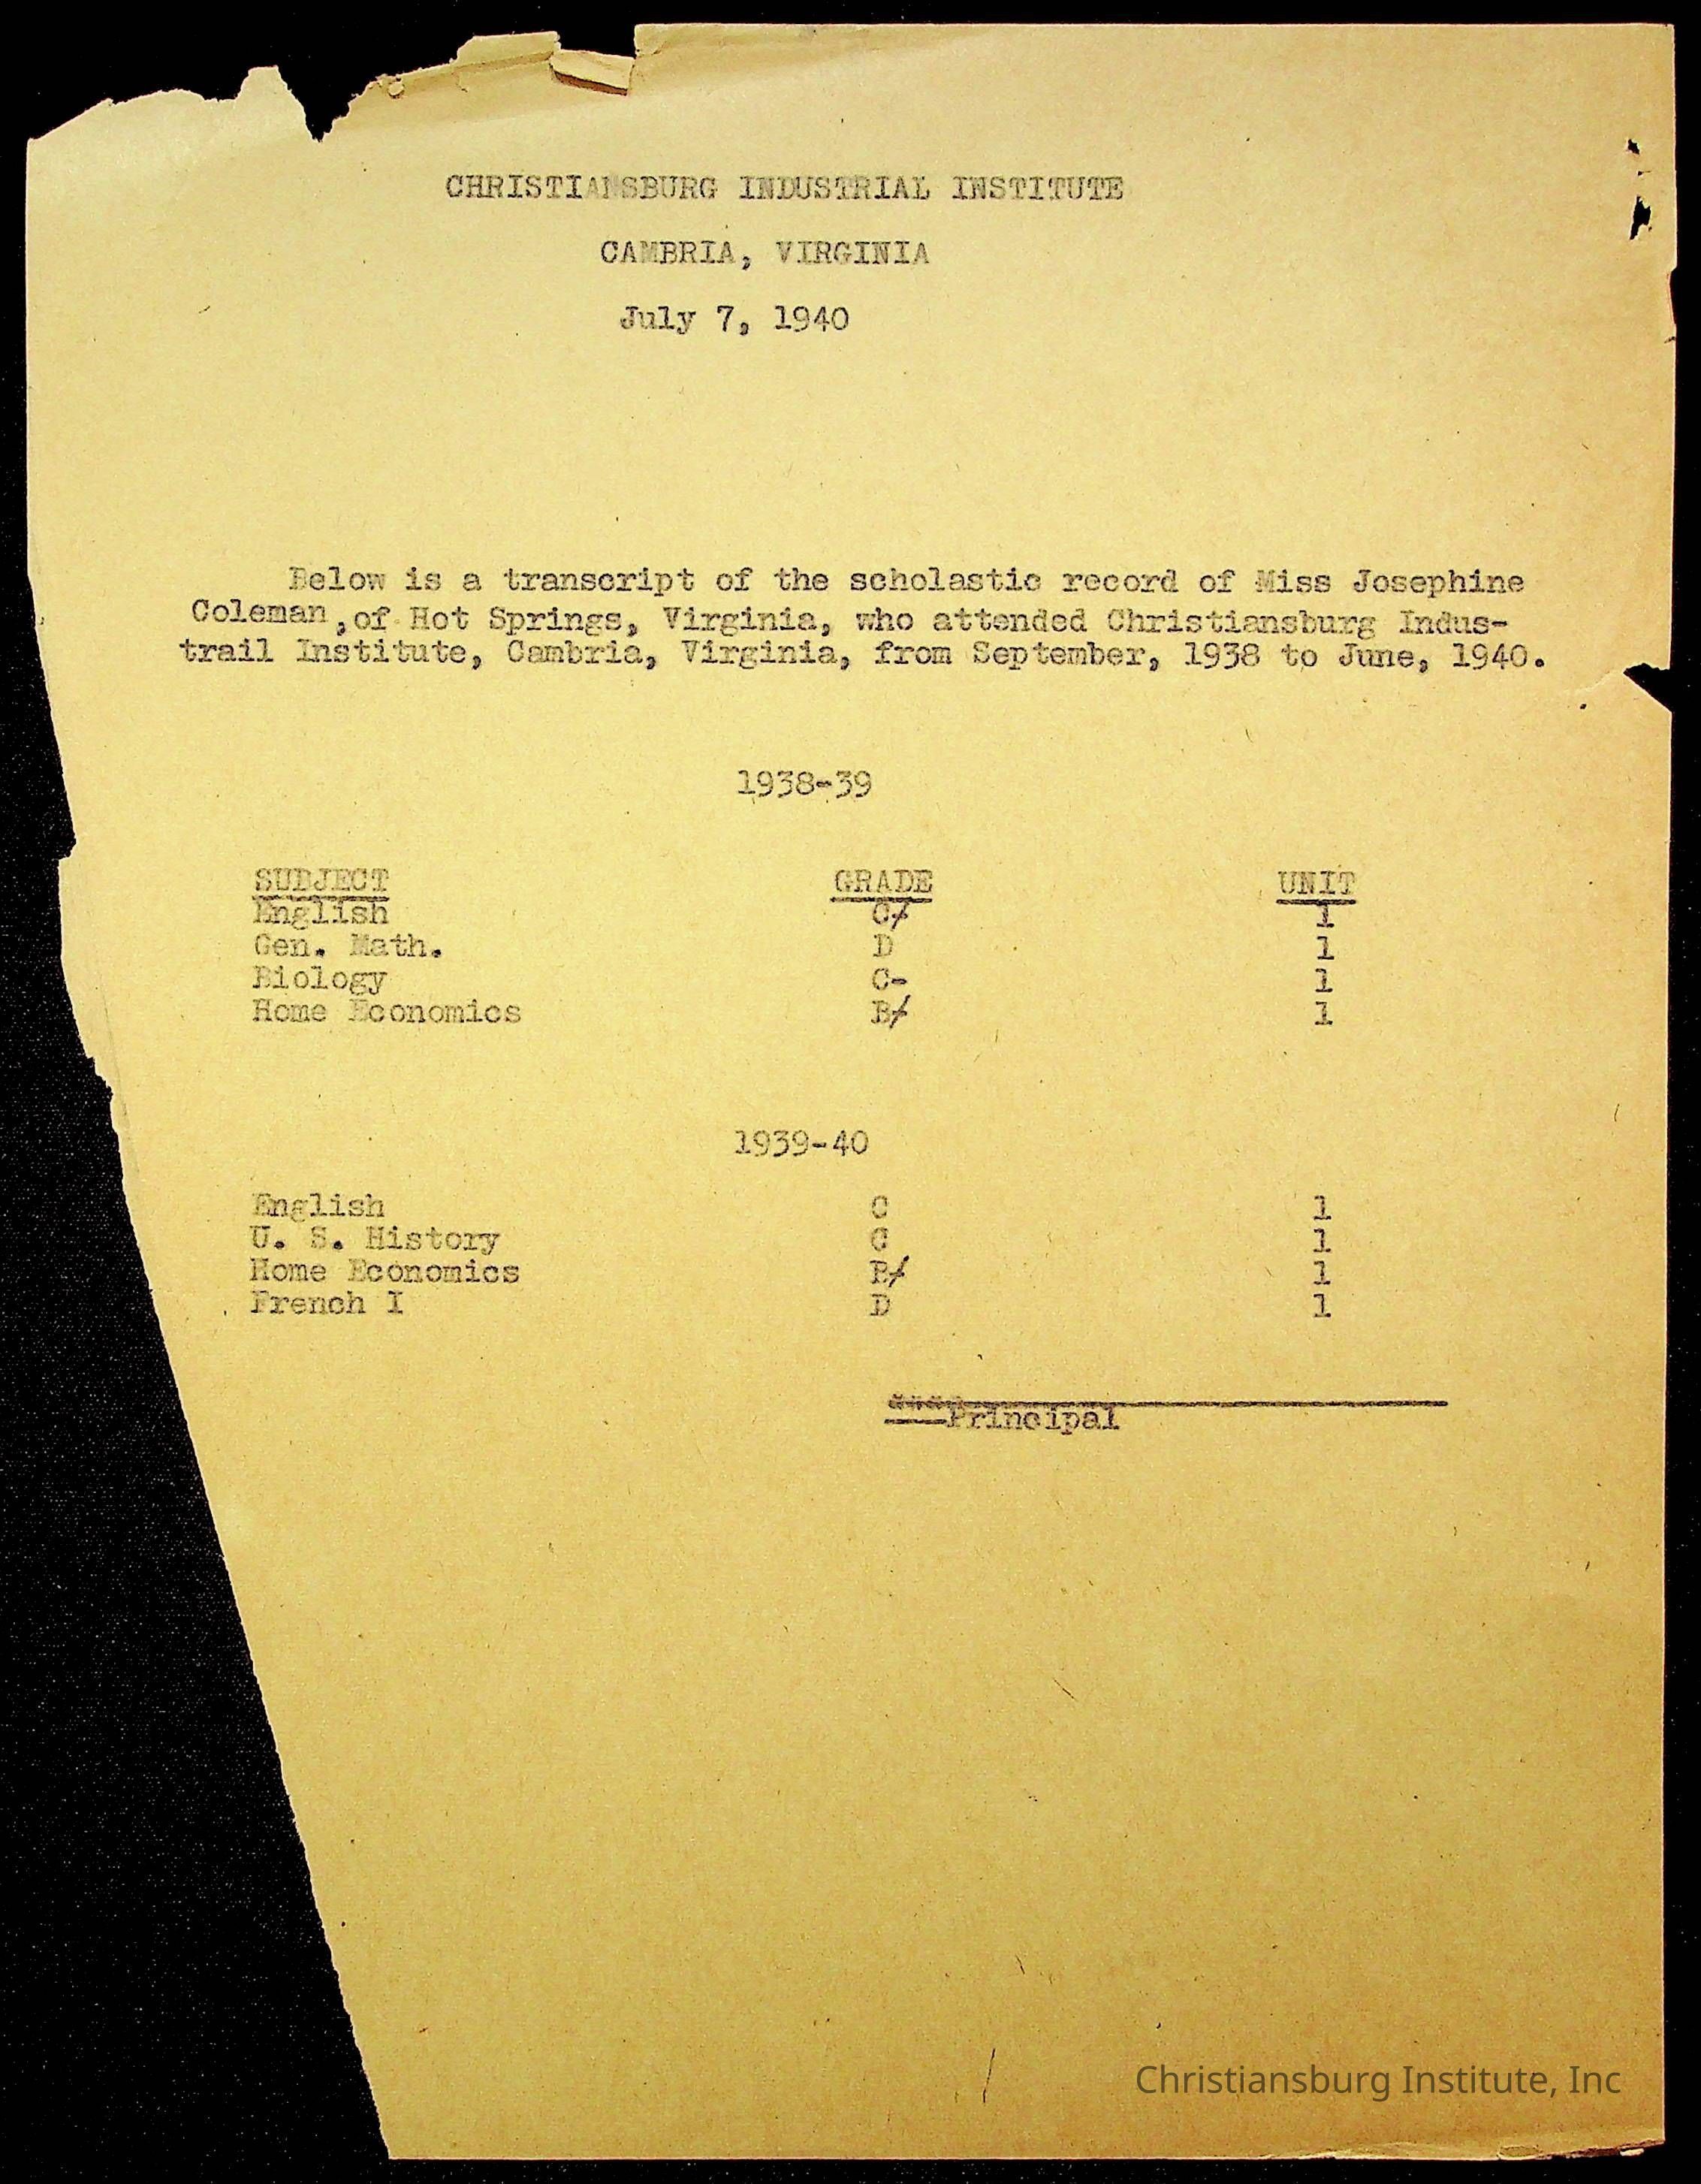 CHRISTIANSBURG INDUSTRIAL INSTITUTE
CAMBRIA, VIRGINIA
July 7, 1940
Below is a transcript of the scholastic record of Miss Josephine
Coleman ,of Hot Springs, Virginia, who attended Christiansburg Indus-
trail Institute, Cambria, Virginia, from September, 1938 to June, 1940.
1938-39
SUBJECT GRADE UNIT
English C/ 1
Gen. Math. D 1
Biology C- 1
Home Economics B/ 1
1939-40
English C 1
U. S. History C 1
Home Economics B/ 1
French I D 1
Principal
Christiansburg Institute, Inc